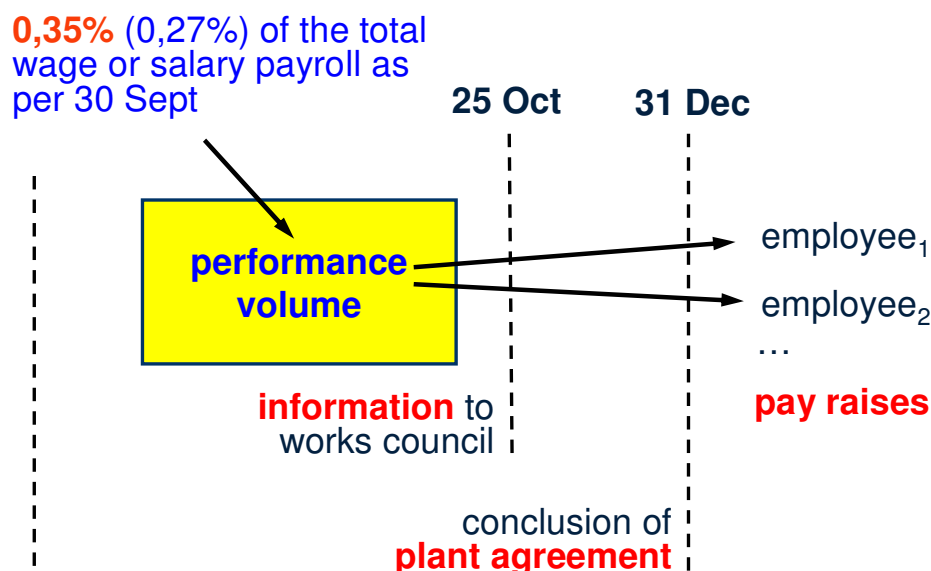 0,35% (0,27%) of the total
wage or salary payroll as
per 30 Sept
25 Oct
31 Dec
performance
volume
employee₁
employee₂
...
pay raises
information to
works council
conclusion of
plant agreement